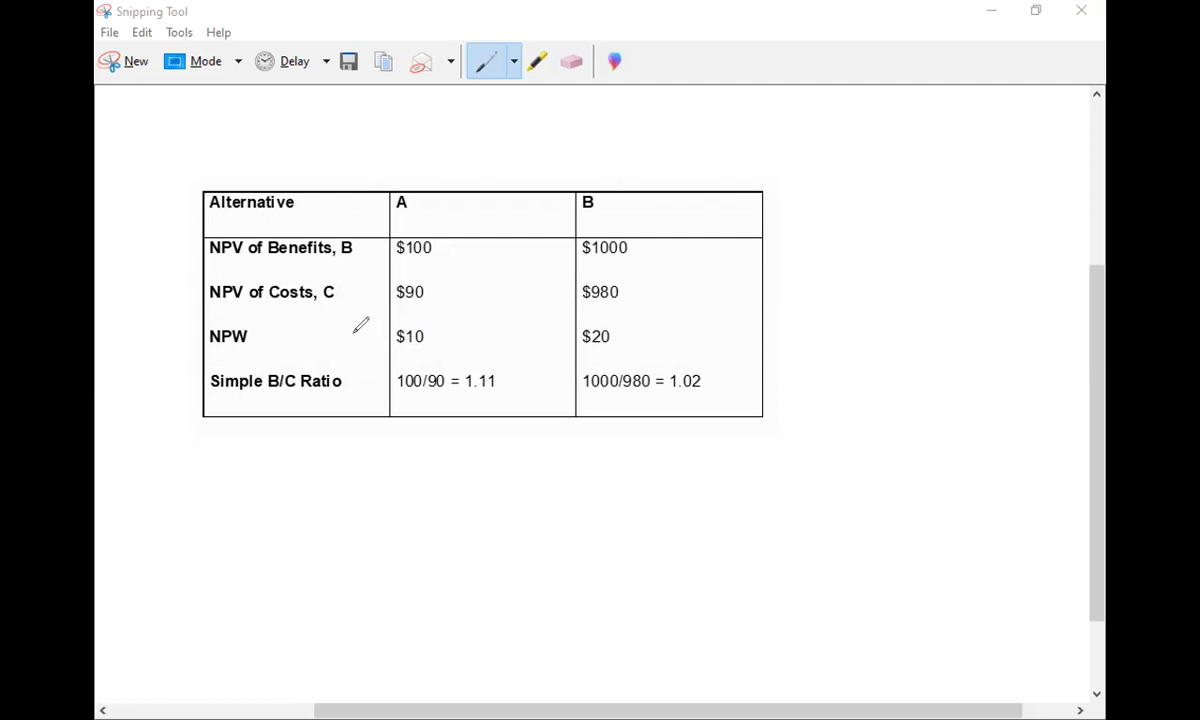 Snipping Tool
File Edit Tools Help
New Mode Delay
Alternative A B
NPV of Benefits, B $100 $1000
NPV of Costs, C $90 $980
NPW $10 $20
Simple B/C Ratio 100/90 = 1.11 1000/980 = 1.02